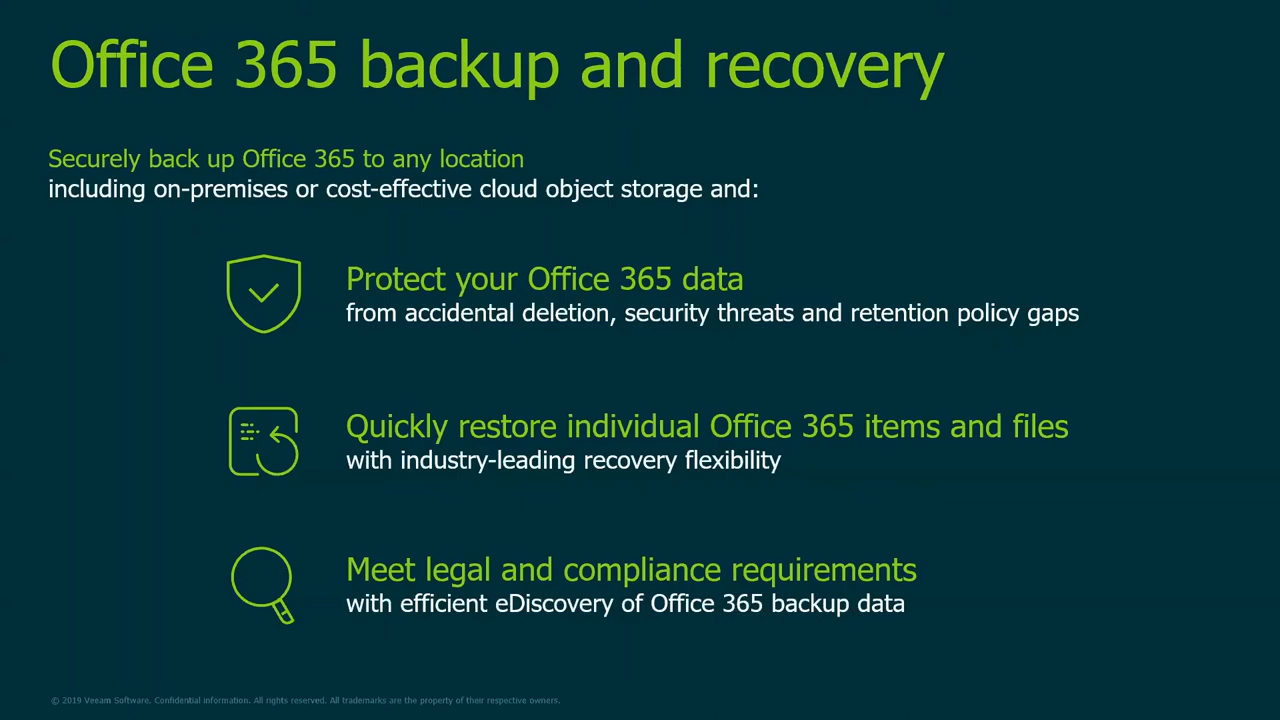 Office 365 backup and recovery
Securely back up Office 365 to any location
including on-premises or cost-effective cloud object storage and:
Protect your Office 365 data
from accidental deletion, security threats and retention policy gaps
Quickly restore individual Office 365 items and files
with industry-leading recovery flexibility
Meet legal and compliance requirements
with efficient eDiscovery of Office 365 backup data
© 2019 Veeam Software. Confidential information. All rights reserved. All trademarks are the property of their respective owners.